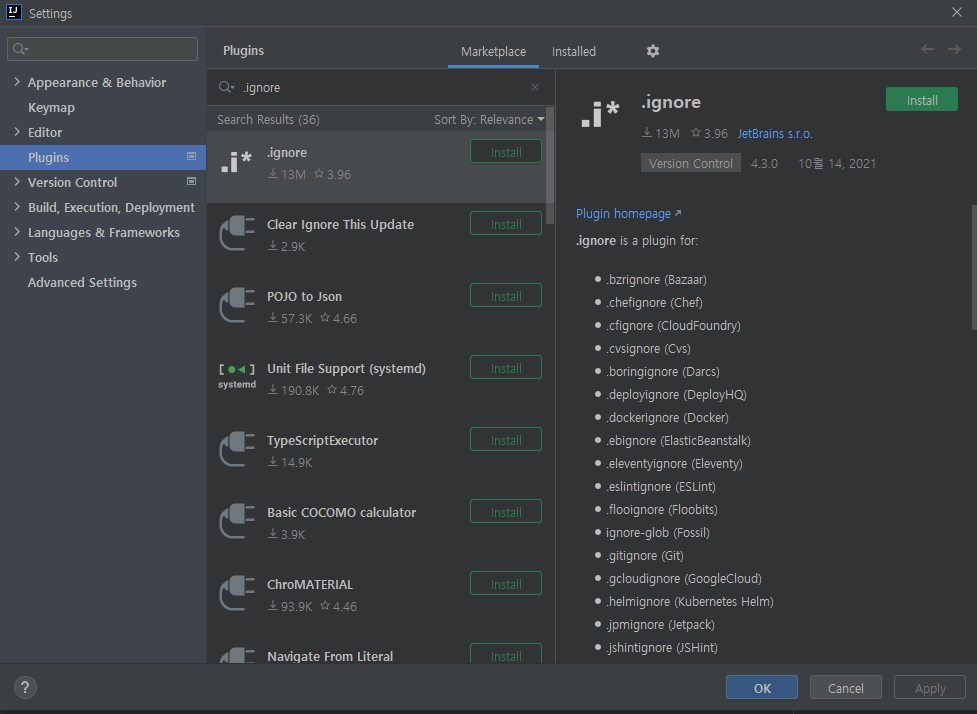 IJ Settings
Plugins Marketplace Installed
Appearance & Behavior
Keymap
Editor
Plugins
Version Control
Build, Execution, Deployment
Languages & Frameworks
Tools
Advanced Settings
.ignore
Search Results (36) Sort By: Relevance
.i*
.ignore Install
13M 3.96
Clear Ignore This Update Install
2.9K
POJO to Json Install
57.3K 4.66
systemd
Unit File Support (systemd) Install
190.8K 4.76
TypeScriptExecutor Install
14.9K
Basic COCOMO calculator Install
3.9K
ChroMATERIAL Install
93.9K 4.46
Navigate From Literal Install
.i*
.ignore Install
13M 3.96 JetBrains s.r.o.
Version Control 4.3.0 10월 14, 2021
Plugin homepage ↗
.ignore is a plugin for:
• .bzrignore (Bazaar)
• .chefignore (Chef)
• .cfignore (CloudFoundry)
• .cvsignore (Cvs)
• .boringignore (Darcs)
• .deployignore (DeployHQ)
• .dockerignore (Docker)
• .ebignore (ElasticBeanstalk)
• .eleventyignore (Eleventy)
• .eslintignore (ESLint)
• .flooignore (Floobits)
• ignore-glob (Fossil)
• .gitignore (Git)
• .gcloudignore (GoogleCloud)
• .helmignore (Kubernetes Helm)
• .jpmignore (Jetpack)
• .jshintignore (JSHint)
? OK Cancel Apply